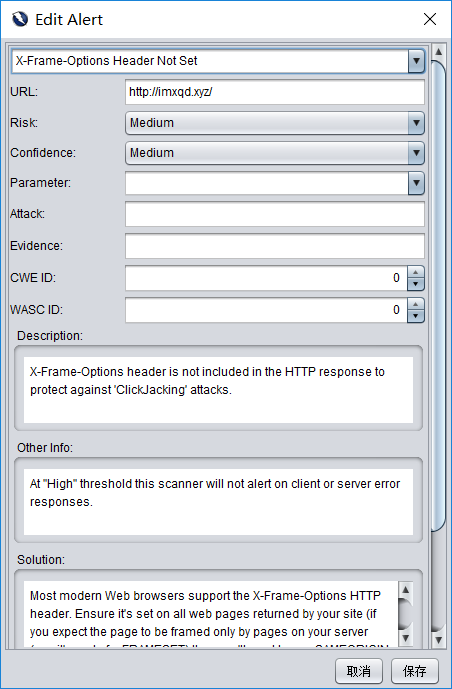 Edit Alert
X-Frame-Options Header Not Set
URL: http://imxqd.xyz/
Risk: Medium
Confidence: Medium
Parameter:
Attack:
Evidence:
CWE ID: 0
WASC ID: 0
Description:
X-Frame-Options header is not included in the HTTP response to
protect against 'ClickJacking' attacks.
Other Info:
At "High" threshold this scanner will not alert on client or server error
responses.
Solution:
Most modern Web browsers support the X-Frame-Options HTTP
header. Ensure it's set on all web pages returned by your site (if
you expect the page to be framed only by pages on your server
取消 保存